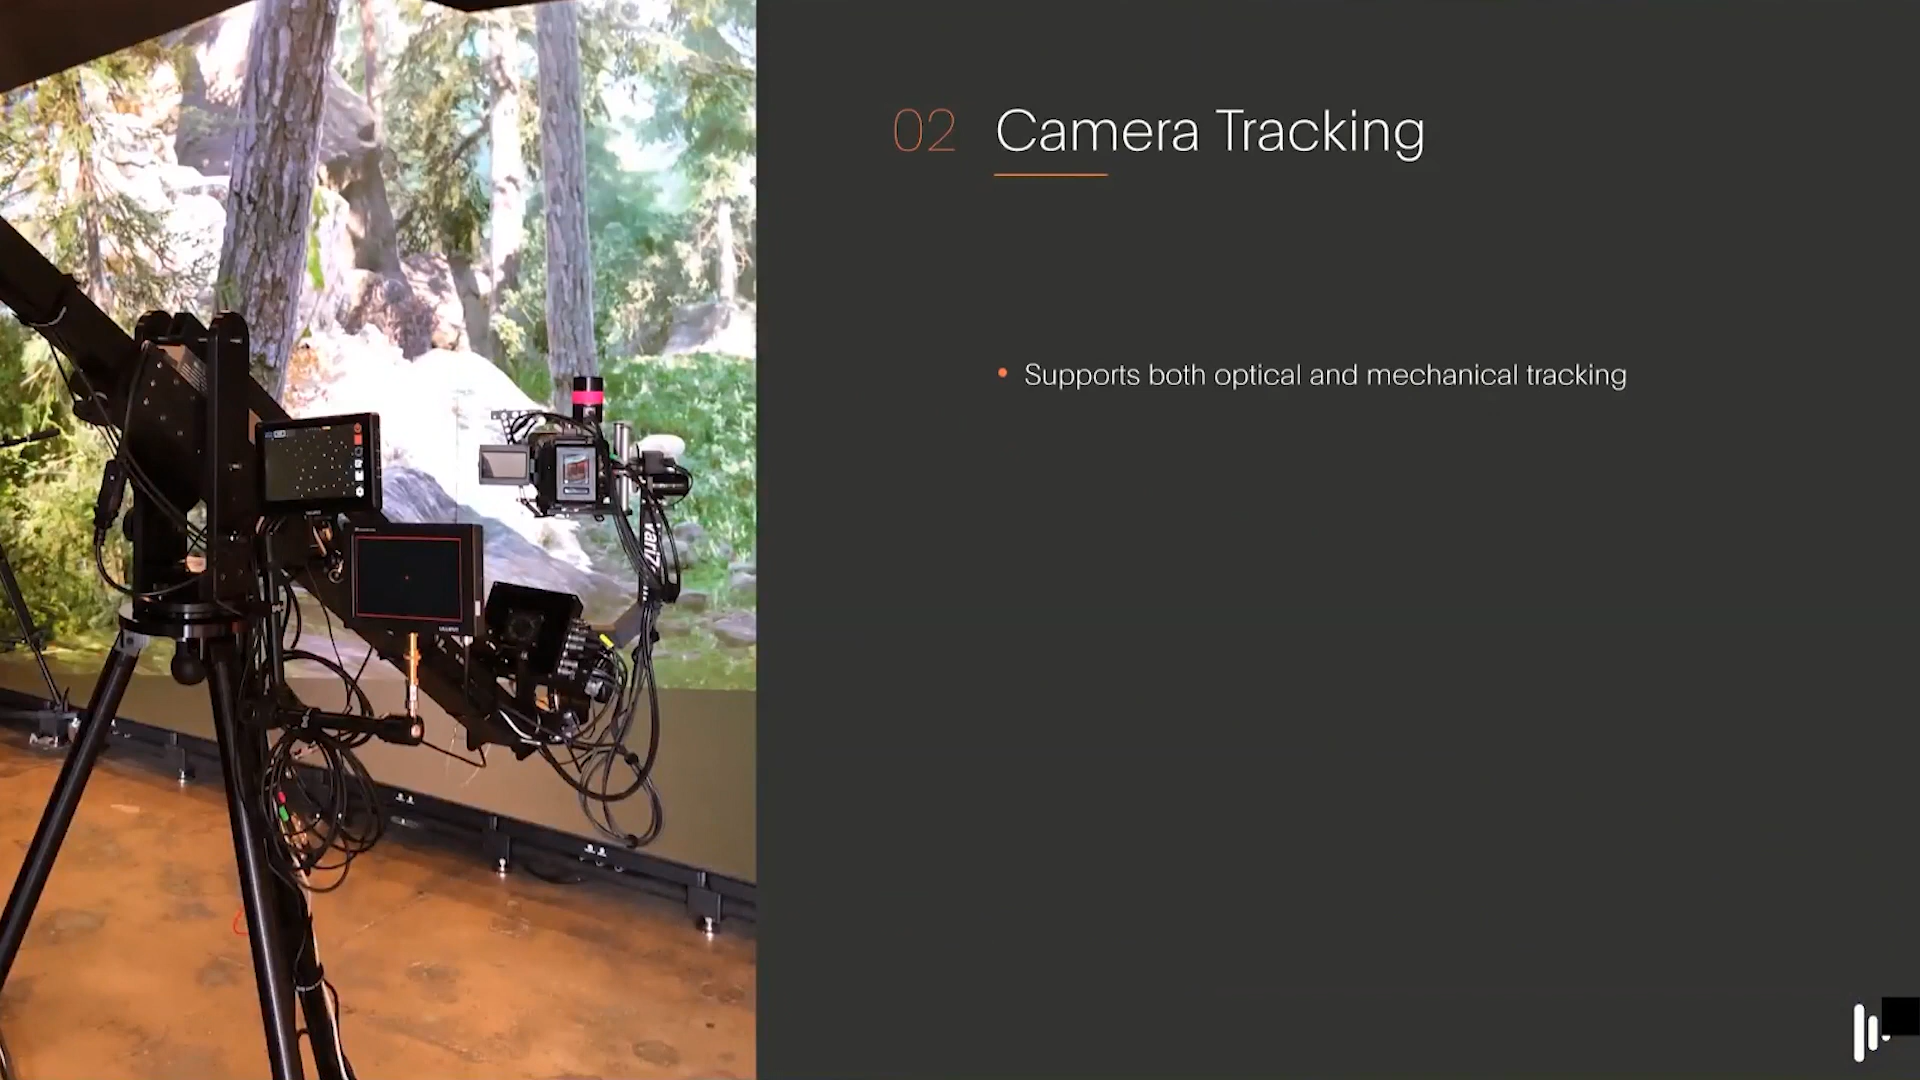 02 Camera Tracking
• Supports both optical and mechanical tracking